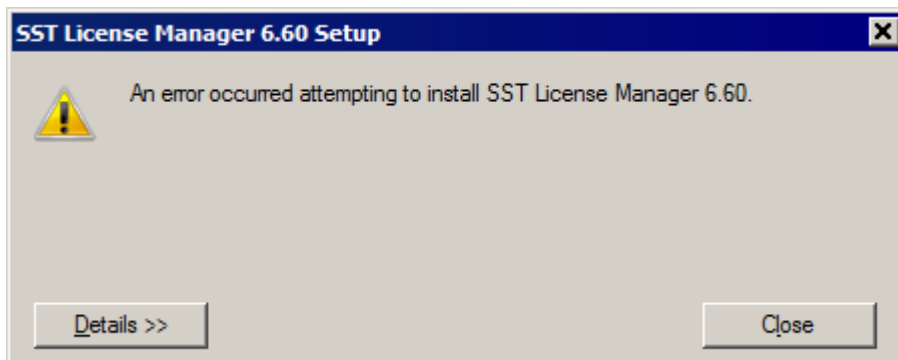 SST License Manager 6.60 Setup
An error occurred attempting to install SST License Manager 6.60.
Details >>
Close